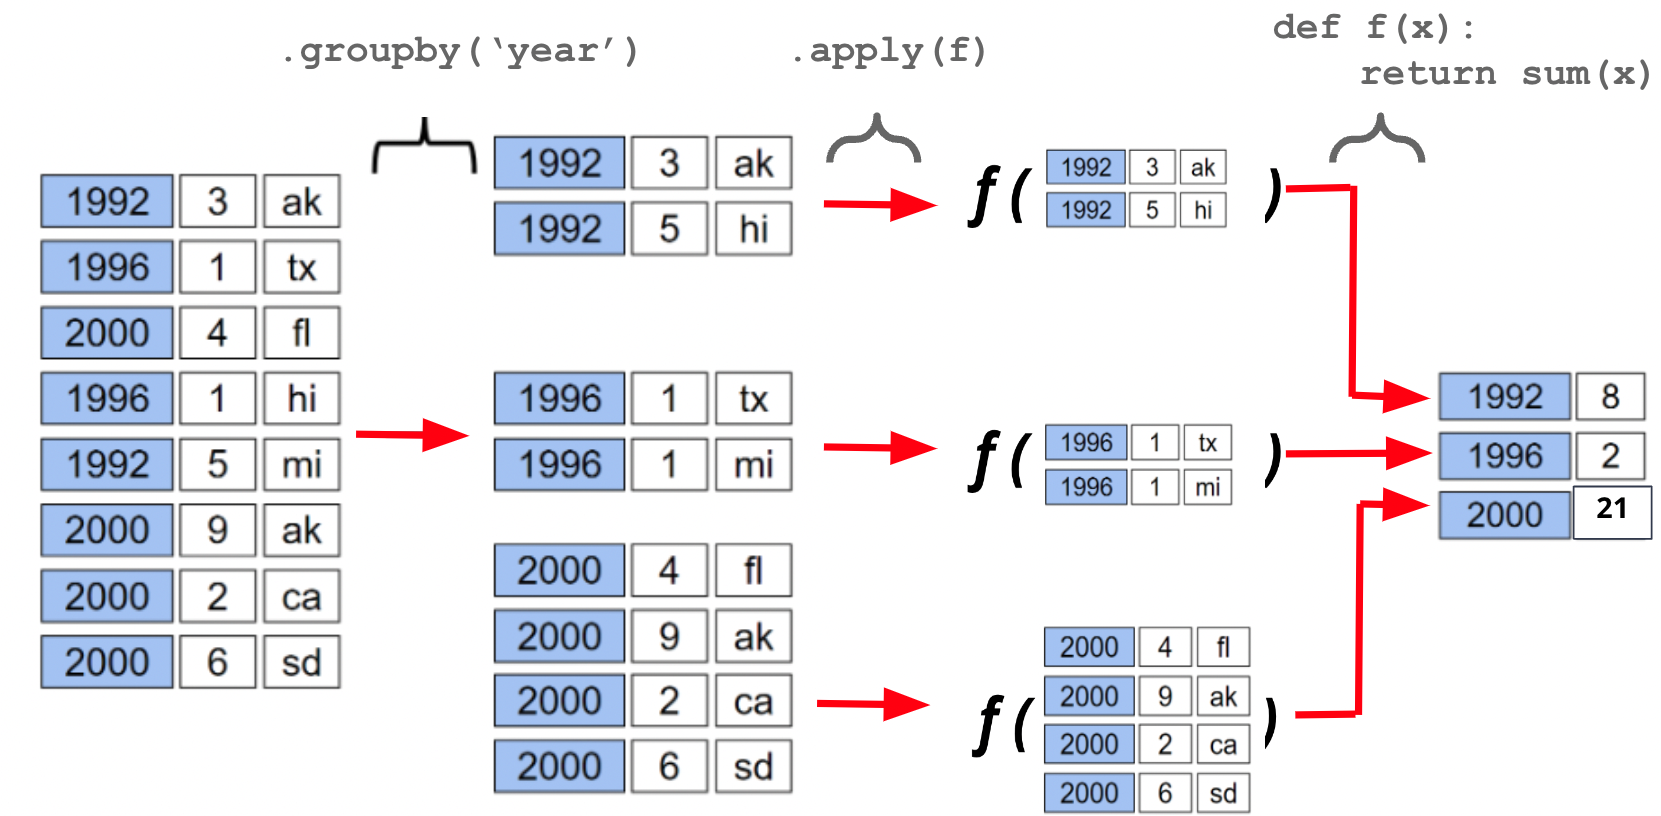 .groupby(‘year’)
.apply(f)
def f(x):
return sum(x)
1992 3 ak
1996 1 tx
2000 4 fl
1996 1 hi
1992 5 mi
2000 9 ak
2000 2 ca
2000 6 sd
1992 3 ak
1992 5 hi
1996 1 tx
1996 1 mi
2000 4 fl
2000 9 ak
2000 2 ca
2000 6 sd
f(
1992 3 ak
1992 5 hi
)
f(
1996 1 tx
1996 1 mi
)
f(
2000 4 fl
2000 9 ak
2000 2 ca
2000 6 sd
)
1992 8
1996 2
2000 21